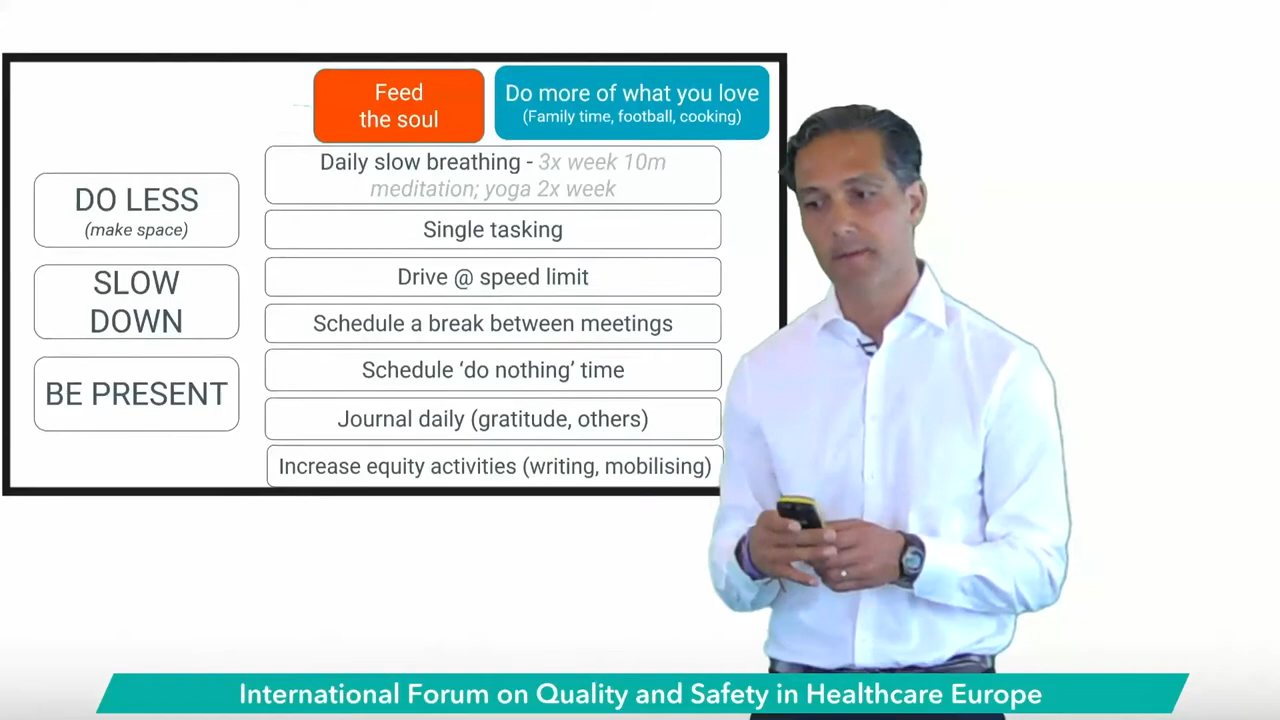 Feed
the soul
Do more of what you love
(Family time, football, cooking)
DO LESS
(make space)
SLOW
DOWN
BE PRESENT
Daily slow breathing - 3x week 10m
meditation; yoga 2x week
Single tasking
Drive @ speed limit
Schedule a break between meetings
Schedule ‘do nothing’ time
Journal daily (gratitude, others)
Increase equity activities (writing, mobilising)
International Forum on Quality and Safety in Healthcare Europe